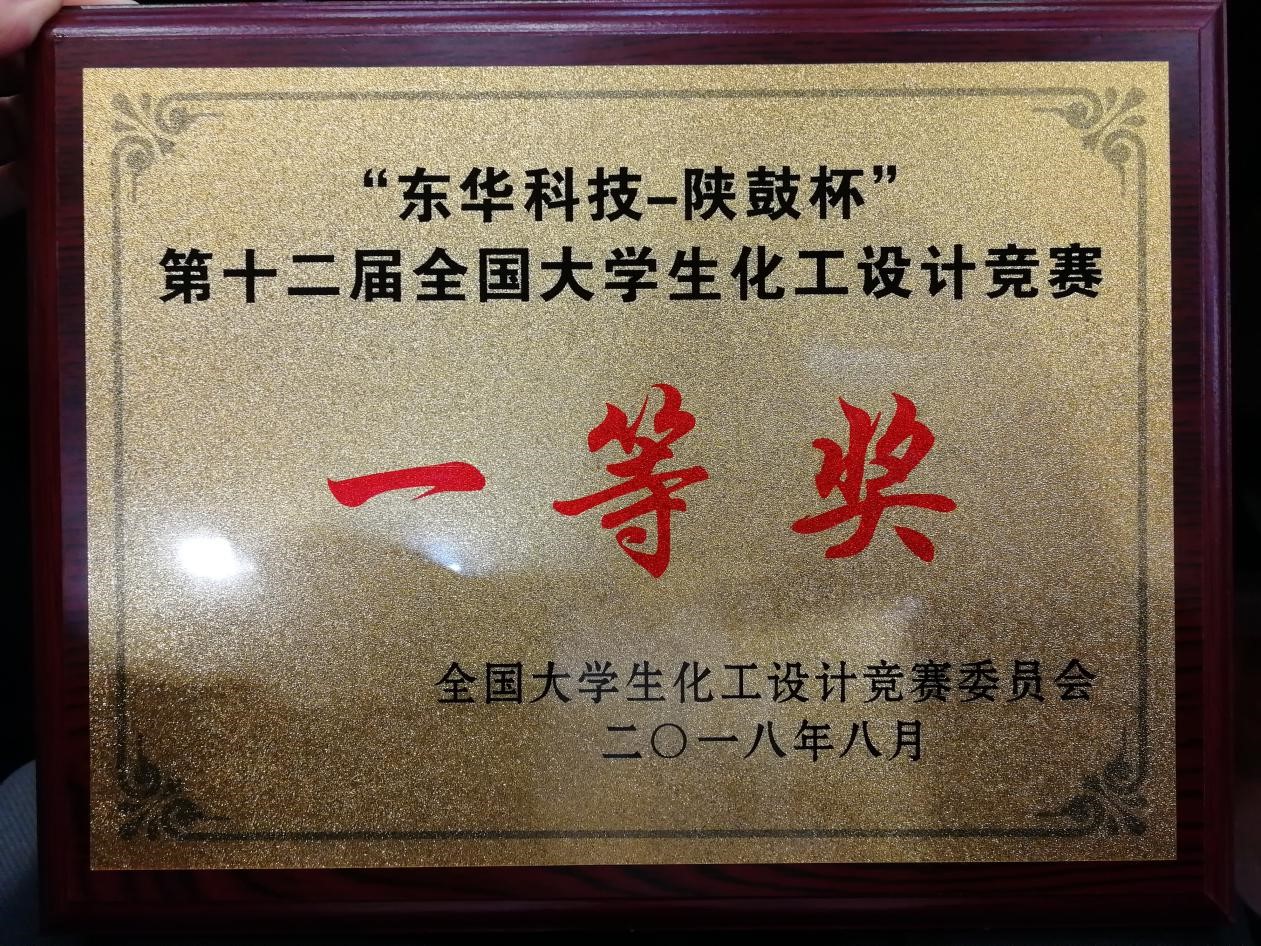 “东华科技–陕鼓杯”
第十二届全国大学生化工设计竞赛
一等奖
全国大学生化工设计竞赛委员会
二〇一八年八月